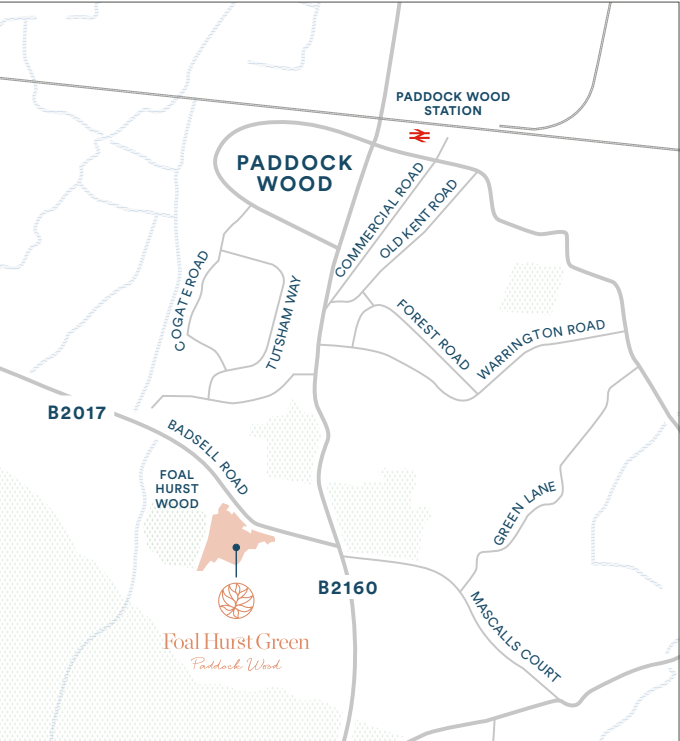 PADDOCK WOOD
STATION
PADDOCK
WOOD
COMMERCIAL ROAD
OLD KENT ROAD
COGATE ROAD
TUTSHAM WAY
FOREST ROAD
WARRINGTON ROAD
B2017
BADSELL ROAD
FOAL
HURST
WOOD
GREEN LANE
B2160
MASCALLS COURT
Foal Hurst Green
Paddock Wood